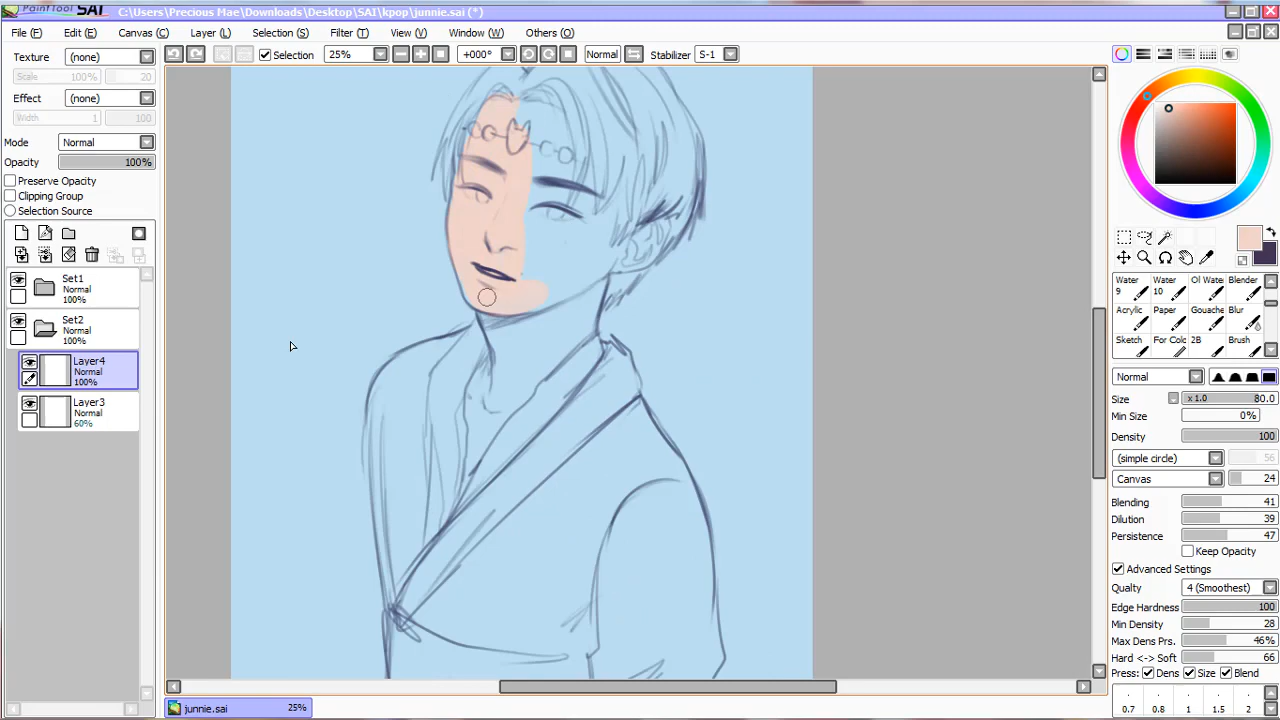 PaintTool SAI C:\Users\Precious Mae\Downloads\Desktop\SAI\kpop\junnie.sai (*)
File (F) Edit (E) Canvas (C) Layer (L) Selection (S) Filter (T) View (V) Window (W) Others (O)
Selection 25% +000° Normal Stabilizer S-1
Texture (none)
Scale 100% 20
Effect (none)
Width 1 100
Mode Normal
Opacity 100%
Preserve Opacity
Clipping Group
Selection Source
Set1
Normal
100%
Set2
Normal
100%
Layer4
Normal
100%
Layer3
Normal
60%
Water 9 Water 10 Oil Water Blender
Acrylic Paper Gouache Blur
Sketch For Colo 2B Brush
Normal
Size x 1.0 80.0
Min Size 0%
Density 100
(simple circle) 56
Canvas 24
Blending 41
Dilution 39
Persistence 47
Keep Opacity
Advanced Settings
Qualty 4 (Smoothest)
Edge Hardness 100
Min Density 28
Max Dens Prs. 46%
Hard <-> Soft 66
Press: Dens Size Blend
0.7 0.8 1 1.5 2
junnie.sai 25%